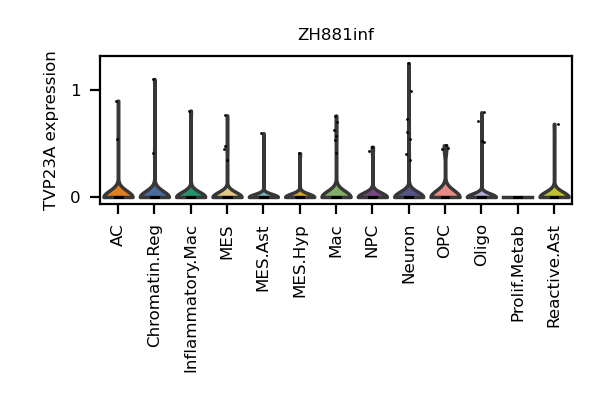 ZH881inf
TVP23A expression
1
0
AC
Chromatin.Reg
Inflammatory.Mac
MES
MES.Ast
MES.Hyp
Mac
NPC
Neuron
OPC
Oligo
Prolif.Metab
Reactive.Ast